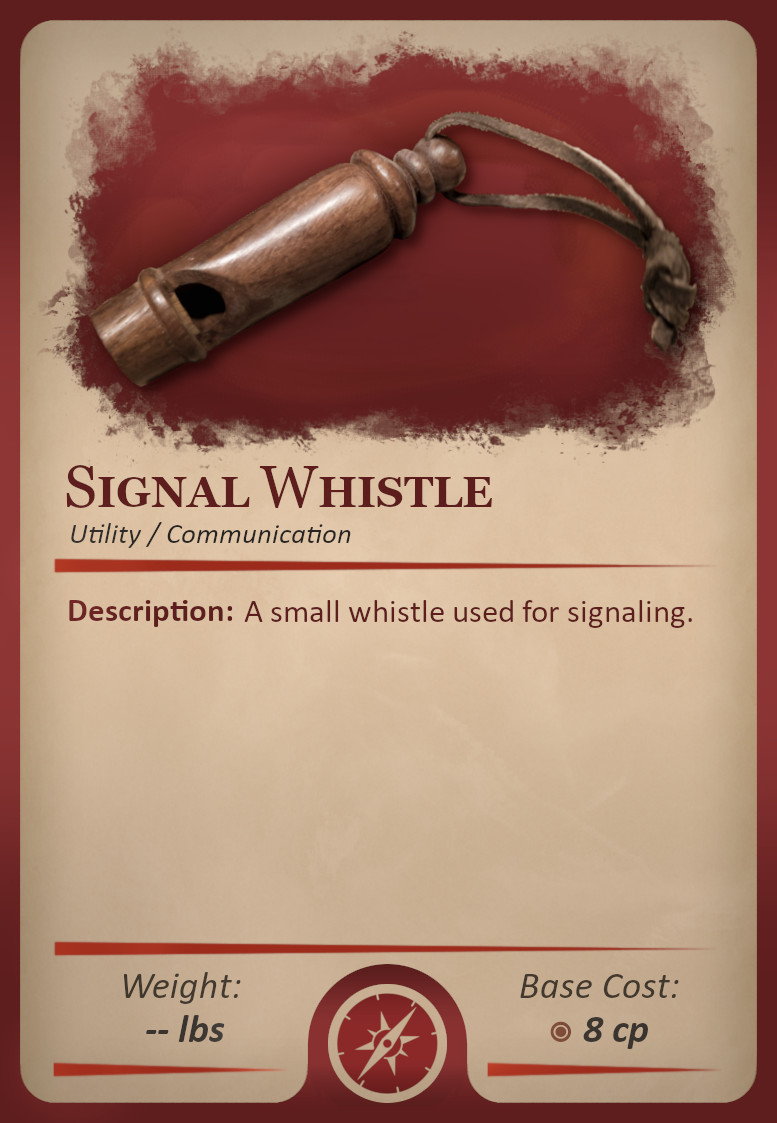 Signal Whistle
Utility / Communication
Description: A small whistle used for signaling.
Weight:
-- lbs
Base Cost:
8 cp